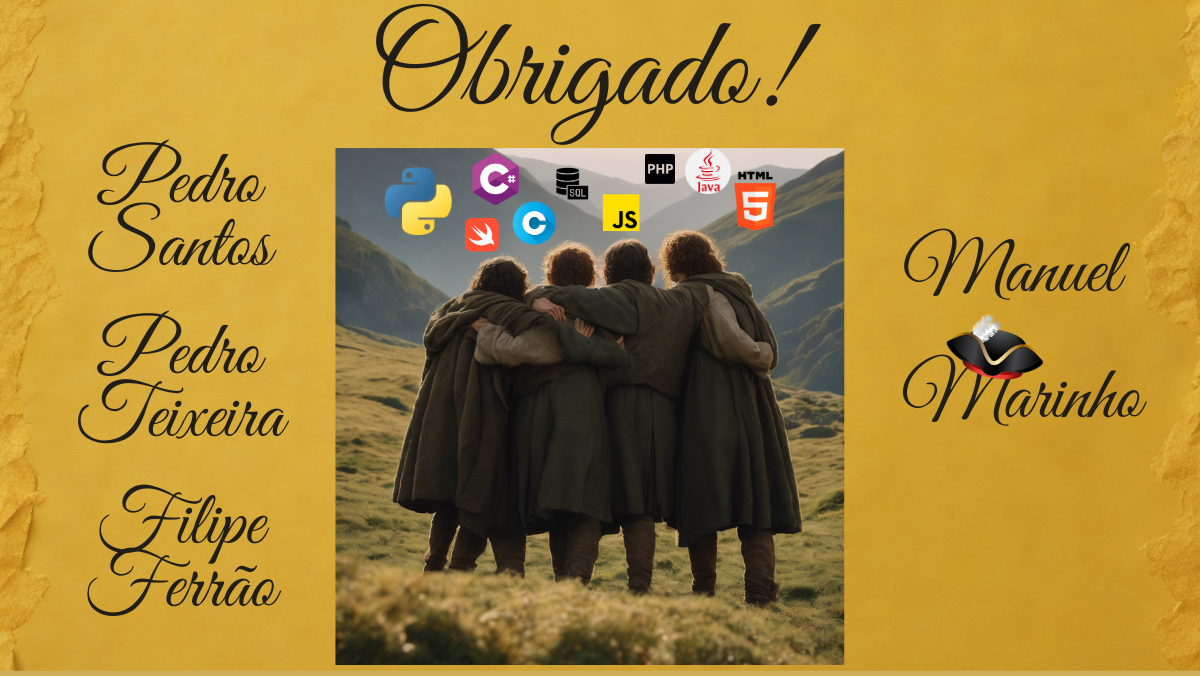 Obrigado!
Pedro
Santos
Pedro
Teixeira
Filipe
Ferrão
C#
SQL
PHP
Java
HTML
5
C
JS
Manuel
Marinho